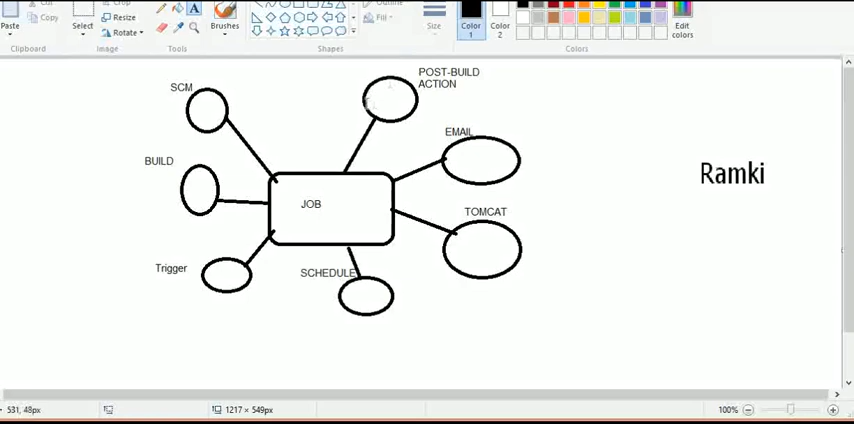 Paste
Cut
Copy
Clipboard
Select
Crop
Resize
Rotate
Image
A
Tools
Brushes
Outline
Fill
Shapes
Size
Color
1
Color
2
Edit
colors
Colors
SCM
POST-BUILD
ACTION
EMAIL
BUILD
Ramki
JOB
TOMCAT
Trigger
SCHEDULE
531, 48px
1217 × 549px
100%